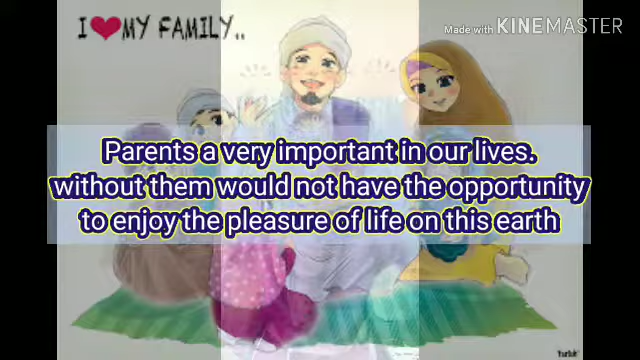 I ❤ MY FAMILY..
Made with KINEMASTER
Parents a very important in our lives.
without them would not have the opportunity
to enjoy the pleasure of life on this earth